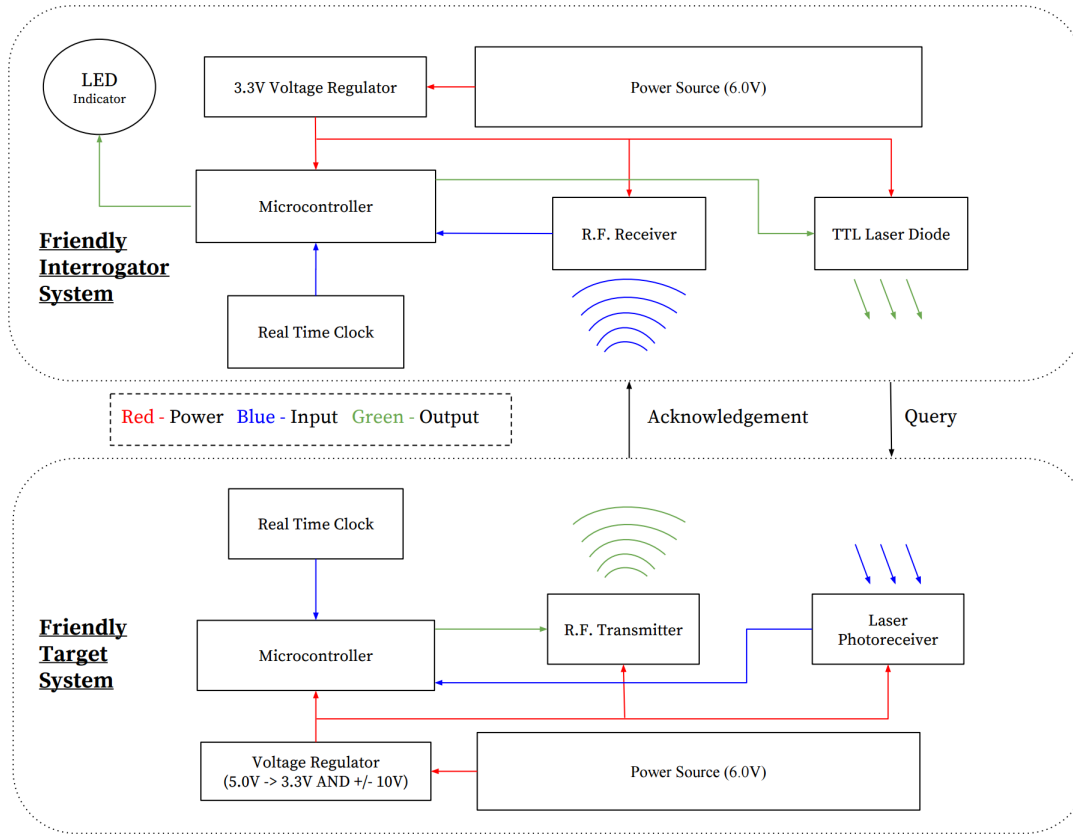 LED
Indicator
3.3V Voltage Regulator
Power Source (6.0V)
Microcontroller
R.F. Receiver
TTL Laser Diode
Friendly
Interrogator
System
Real Time Clock
Red - Power Blue - Input Green - Output
Acknowledgement
Query
Real Time Clock
Friendly
Target
System
Microcontroller
R.F. Transmitter
Laser
Photoreceiver
Voltage Regulator
(5.0V -> 3.3V AND +/- 10V)
Power Source (6.0V)